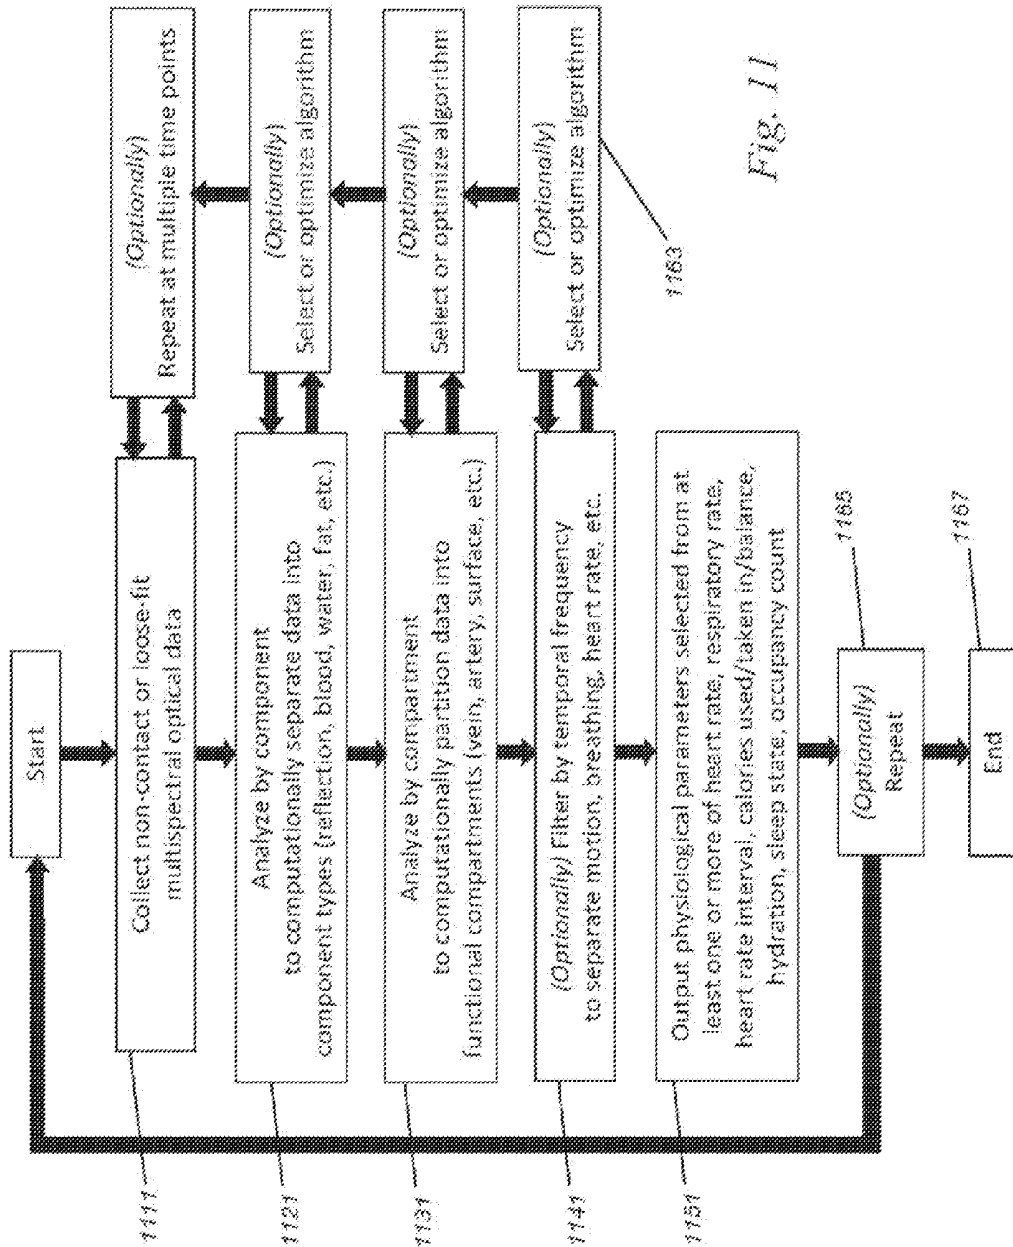 Start
Collect non-contact or loose-fit
multispectral optical data
(Optionally)
Repeat at multiple time points
1111
Analyze by component
to computationally separate data into
component types (reflection, blood, water, fat, etc.)
(Optionally)
Select or optimize algorithm
1121
Analyze by compartment
to computationally partition data into
functional compartments (vein, artery, surface, etc.)
(Optionally)
Select or optimize algorithm
1131
(Optionally) Filter by temporal frequency
to separate motion, breathing, heart rate, etc.
(Optionally)
Select or optimize algorithm
1141
1163
Output physiological parameters selected from at
least one or more of heart rate, respiratory rate,
heart rate interval, calories used/taken in/balance,
hydration, sleep state, occupancy count
1151
(Optionally)
Repeat
1165
End
1167
Fig. 11